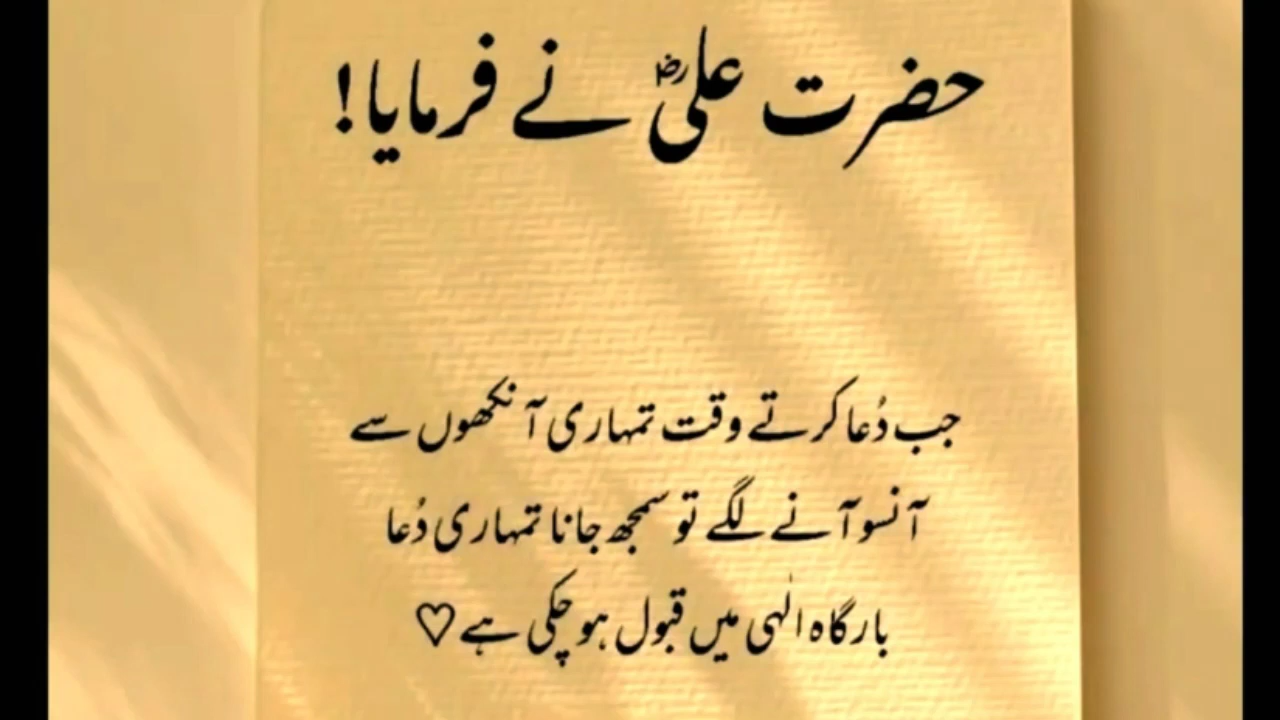 حضرت علیؓ نے فرمایا!
جب دُعا کرتے وقت تمہاری آنکھوں سے
آنسو آنے لگے تو سمجھ جانا تمہاری دُعا
بارگاہ الٰہی میں قبول ہو چکی ہے ♡